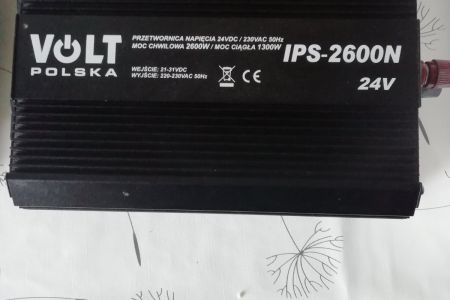 VOLT
POLSKA
PRZETWORNICA NAPIĘCIA 24VDC / 230VAC 50Hz
MOC CHWILOWA 2600W / MOC CIĄGŁA 1300W
WEJŚCIE: 21-31VDC
WYJŚCIE: 220-230VAC 50Hz
CE
IPS-2600N
24V